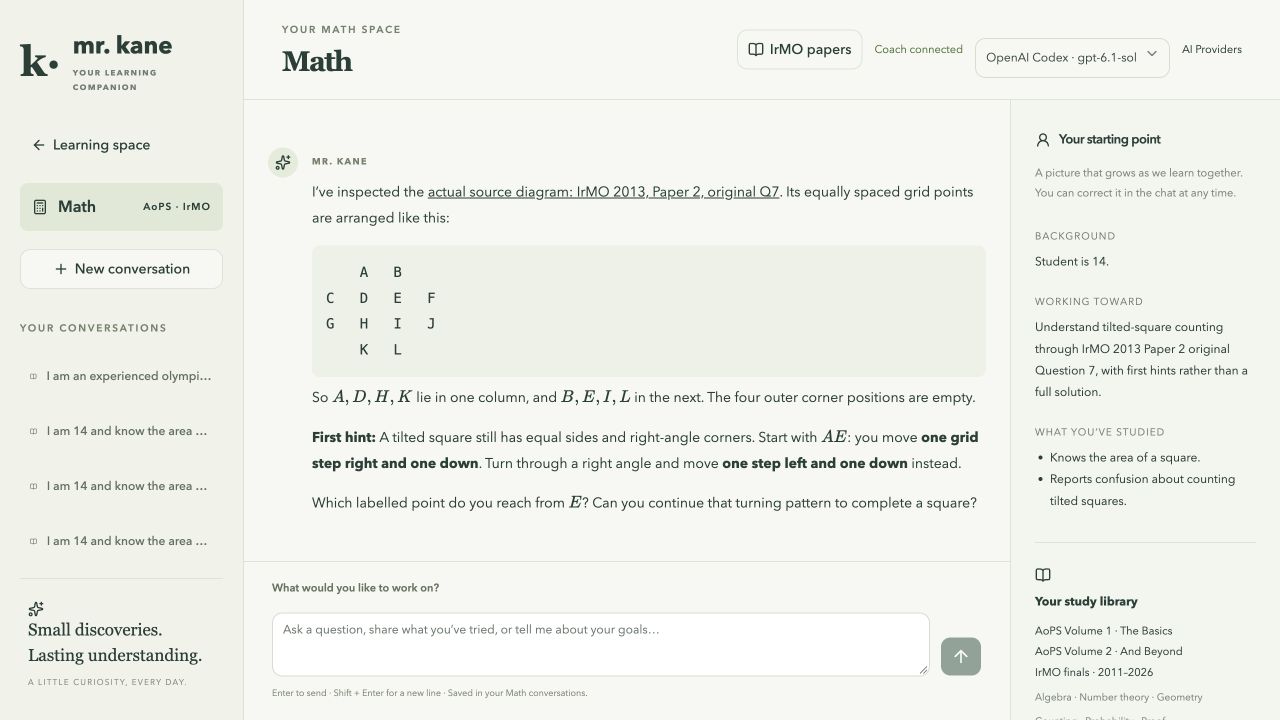 k.
mr. kane
YOUR LEARNING
COMPANION
Learning space
Math
AoPS · IrMO
New conversation
YOUR CONVERSATIONS
I am an experienced olympi...
I am 14 and know the area ...
I am 14 and know the area ...
I am 14 and know the area ...
Small discoveries.
Lasting understanding.
A LITTLE CURIOSITY, EVERY DAY.
YOUR MATH SPACE
Math
IrMO papers
Coach connected
OpenAI Codex · gpt-6.1-sol
AI Providers
MR. KANE
I've inspected the actual source diagram: IrMO 2013, Paper 2, original Q7. Its equally spaced grid points
are arranged like this:
A B
C D E F
G H I J
K L
So A, D, H, K lie in one column, and B, E, I, L in the next. The four outer corner positions are empty.
First hint: A tilted square still has equal sides and right-angle corners. Start with AE: you move one grid
step right and one down. Turn through a right angle and move one step left and one down instead.
Which labelled point do you reach from E? Can you continue that turning pattern to complete a square?
What would you like to work on?
Ask a question, share what you've tried, or tell me about your goals...
Enter to send · Shift + Enter for a new line · Saved in your Math conversations.
Your starting point
A picture that grows as we learn together.
You can correct it in the chat at any time.
BACKGROUND
Student is 14.
WORKING TOWARD
Understand tilted-square counting
through IrMO 2013 Paper 2 original
Question 7, with first hints rather than a
full solution.
WHAT YOU'VE STUDIED
• Knows the area of a square.
• Reports confusion about counting
tilted squares.
Your study library
AoPS Volume 1 · The Basics
AoPS Volume 2 · And Beyond
IrMO finals · 2011–2026
Algebra · Number theory · Geometry
Counting · Probability · Proof